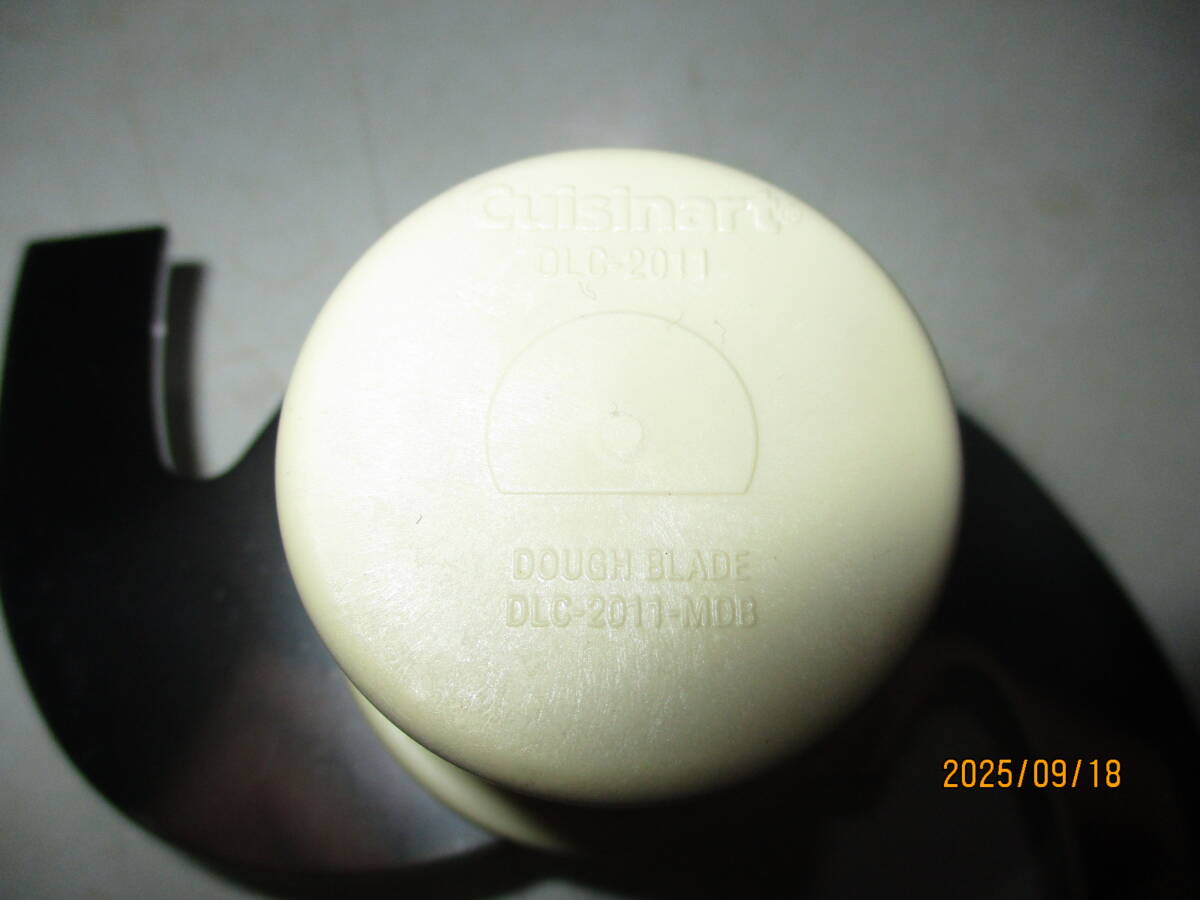 Cuisinart®
DLC-2011
DOUGH BLADE
DLC-2011-MDB
2025/09/18